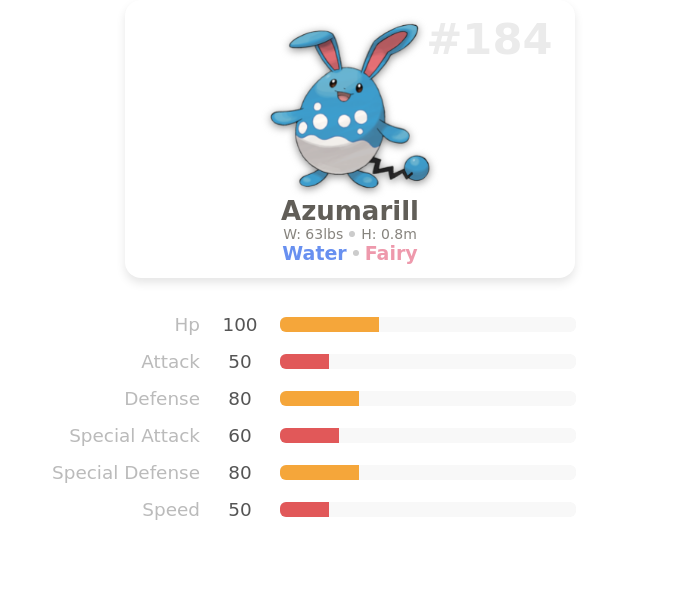 #184
Azumarill
W: 63lbs • H: 0.8m
Water • Fairy
Hp 100
Attack 50
Defense 80
Special Attack 60
Special Defense 80
Speed 50